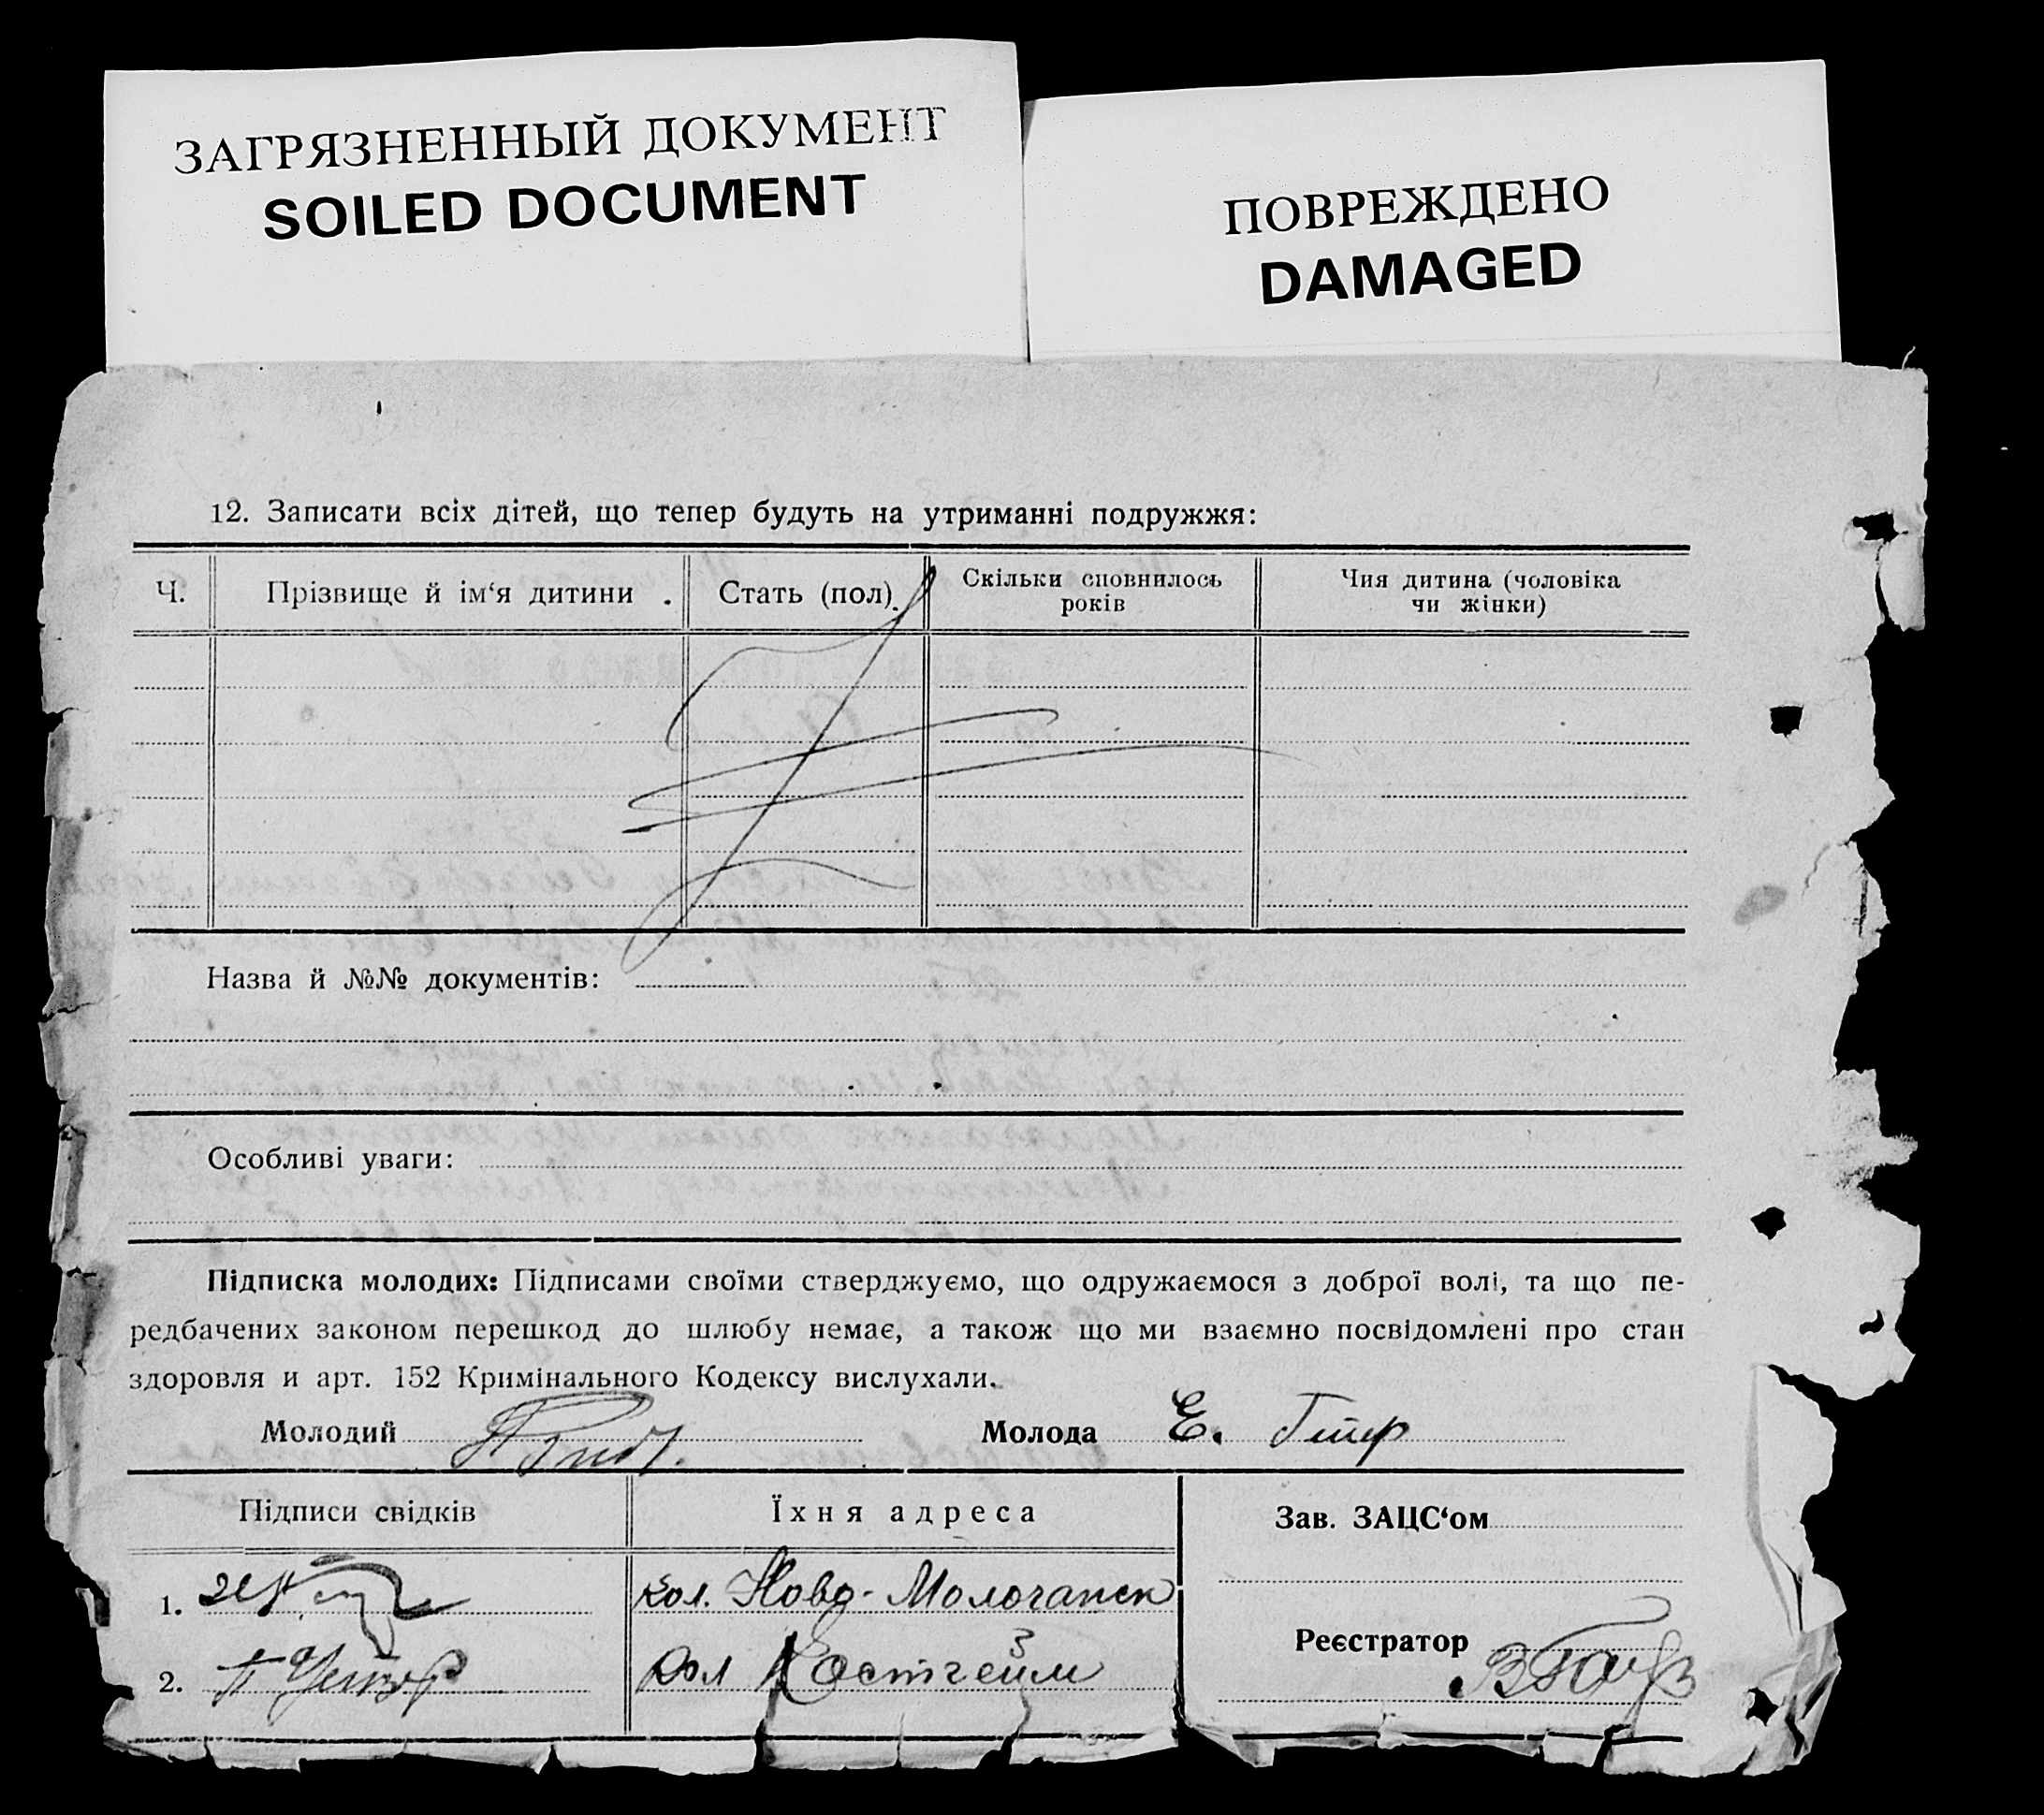 ЗАГРЯЗНЕННЫЙ ДОКУМЕНТ
SOILED DOCUMENT
ПОВРЕЖДЕНО
DAMAGED
12. Записати всіх дітей, що тепер будуть на утриманні подружжя:
Ч. Прізвище й ім‘я дитини . Стать (пол). Скільки сповнилось років Чия дитина (чоловіка чи жінки)
Назва й №№ документів:
Особливі уваги:
Підписка молодих: Підписами своїми стверджуємо, що одружаємося з доброї волі, та що пе-
редбачених законом перешкод до шлюбу немає, а також що ми взаємно посвідомлені про стан
здоровля и арт. 152 Кримінального Кодексу вислухали.
Молодий Молода Е.
Підписи свідків Їхня адреса Зав. ЗАЦС‘ом
1. кол. Ново-Молочанск
Реєстратор
2. кол Костгейм